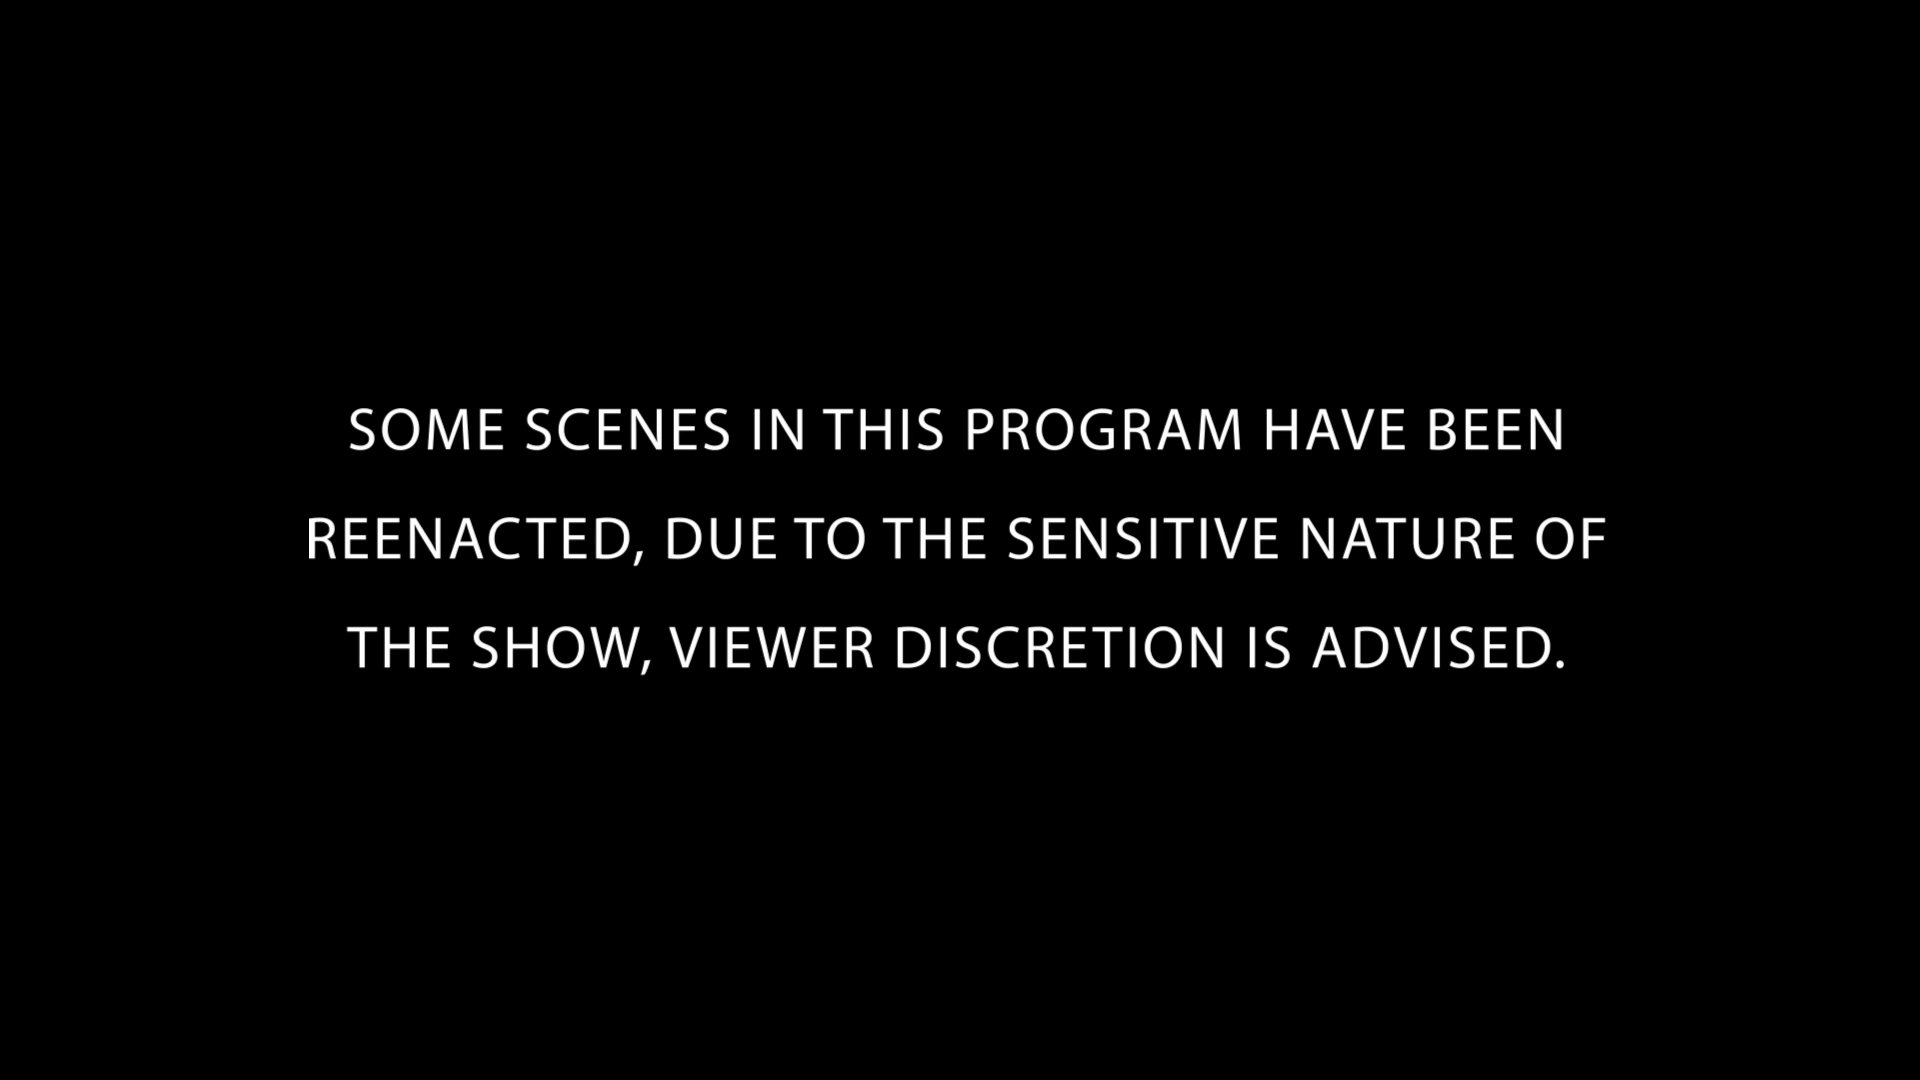 SOME SCENES IN THIS PROGRAM HAVE BEEN
REENACTED, DUE TO THE SENSITIVE NATURE OF
THE SHOW, VIEWER DISCRETION IS ADVISED.